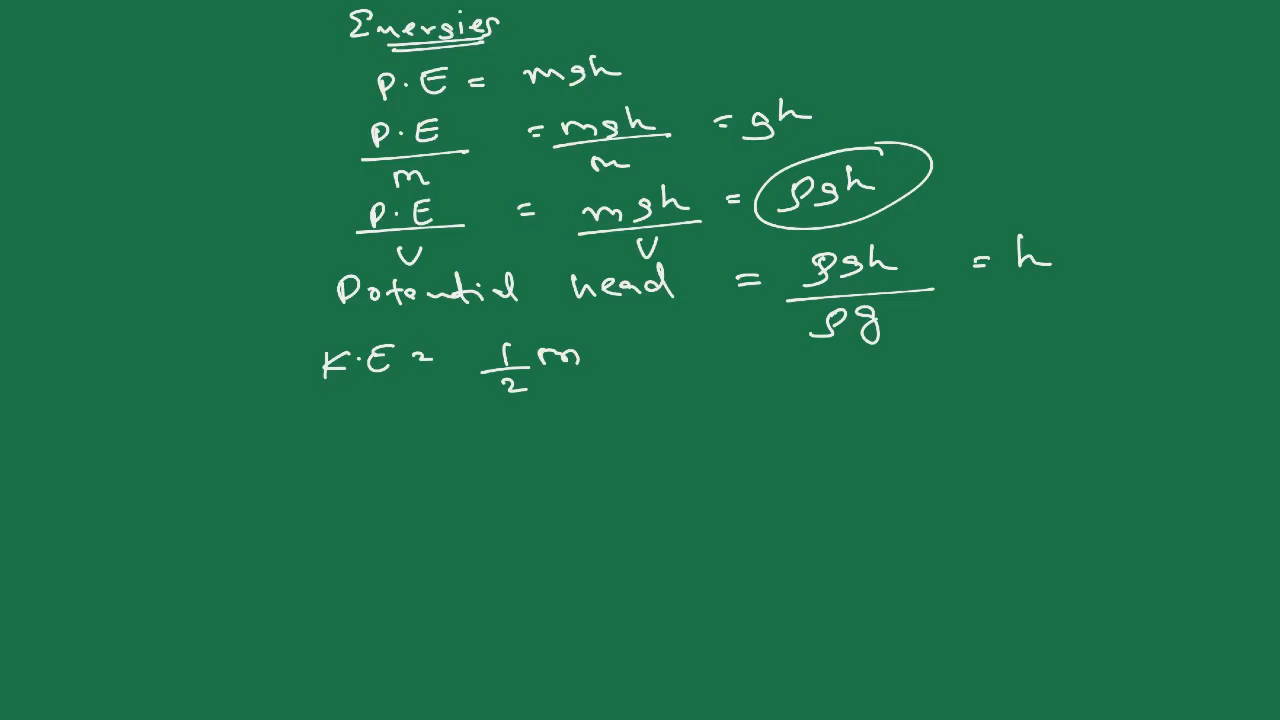 Energies
P.E = mgh
P.E/m = mgh/m = gh
P.E/V = mgh/V = ρgh
Potential head = ρgh/ρg = h
K.E = 1/2 m